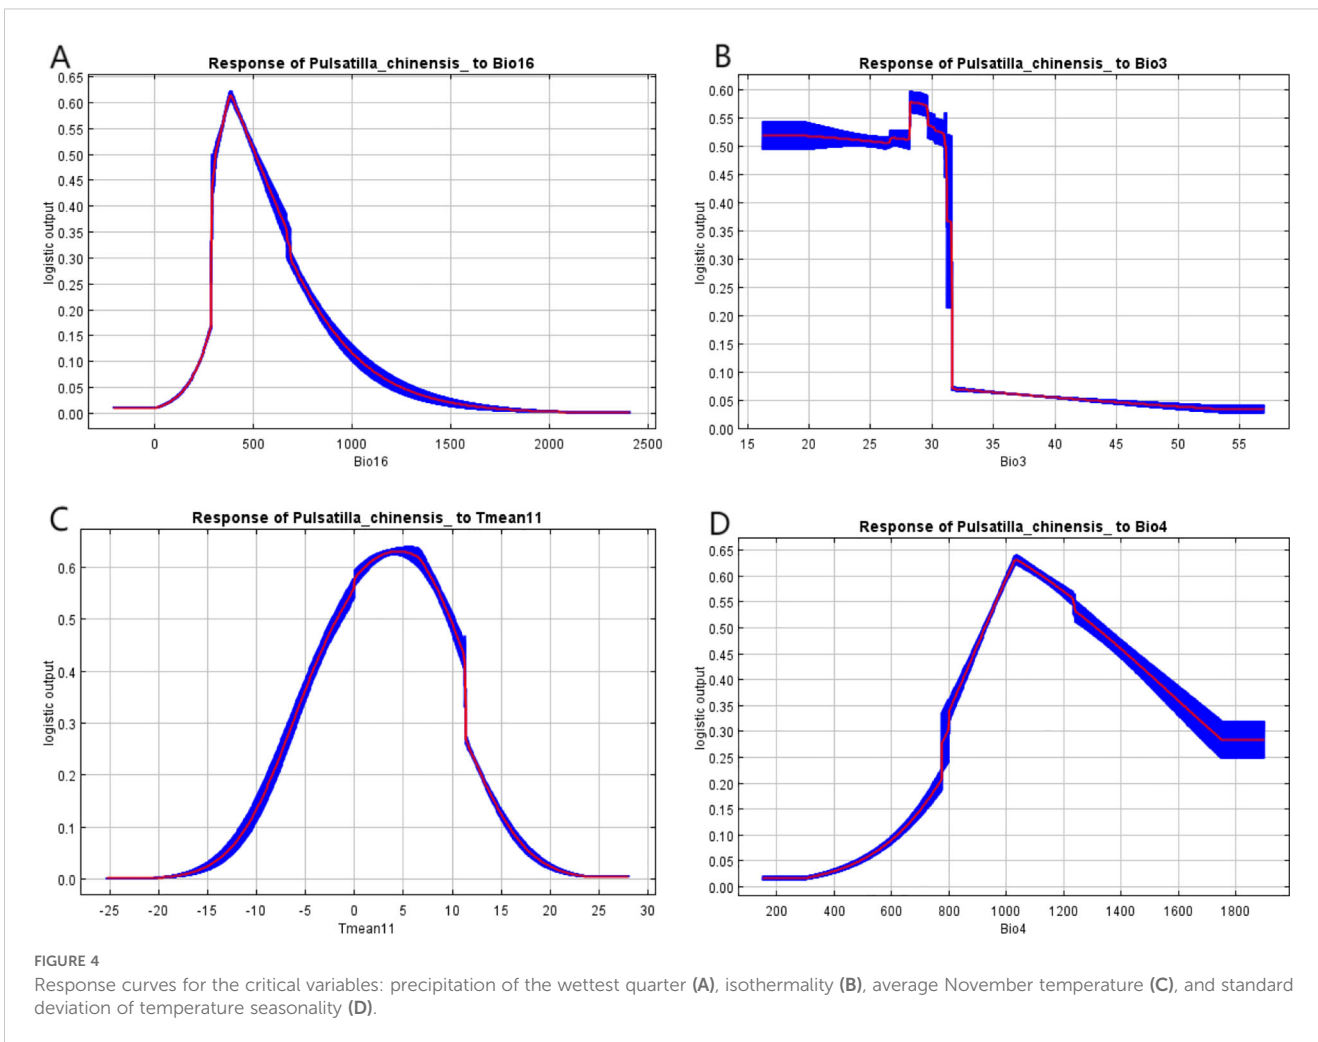 A
Response of Pulsatilla_chinensis_ to Bio16
logistic output
0.65
0.60
0.55
0.50
0.45
0.40
0.35
0.30
0.25
0.20
0.15
0.10
0.05
0.00
0 500 1000 1500 2000 2500
Bio16
B
Response of Pulsatilla_chinensis_ to Bio3
logistic output
0.60
0.55
0.50
0.45
0.40
0.35
0.30
0.25
0.20
0.15
0.10
0.05
0.00
15 20 25 30 35 40 45 50 55
Bio3
C
Response of Pulsatilla_chinensis_ to Tmean11
logistic output
0.6
0.5
0.4
0.3
0.2
0.1
0.0
-25 -20 -15 -10 -5 0 5 10 15 20 25 30
Tmean11
D
Response of Pulsatilla_chinensis_ to Bio4
logistic output
0.65
0.60
0.55
0.50
0.45
0.40
0.35
0.30
0.25
0.20
0.15
0.10
0.05
0.00
200 400 600 800 1000 1200 1400 1600 1800
Bio4
FIGURE 4
Response curves for the critical variables: precipitation of the wettest quarter (A), isothermality (B), average November temperature (C), and standard
deviation of temperature seasonality (D).